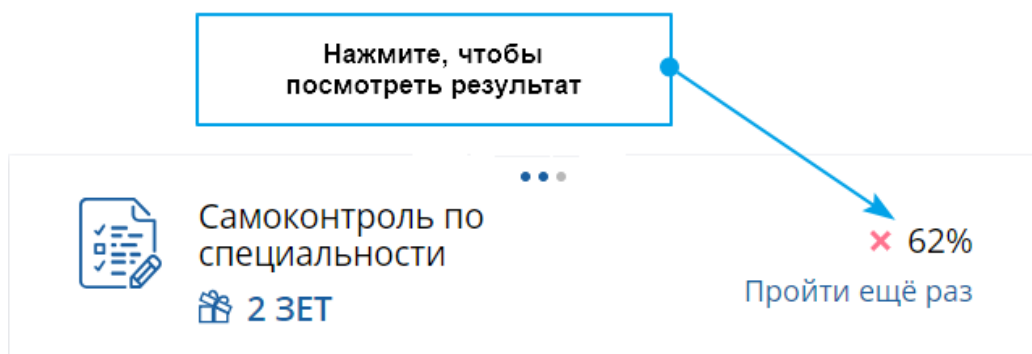 Нажмите, чтобы
посмотреть результат
Самоконтроль по
специальности
62%
2 ЗЕТ
Пройти ещё раз